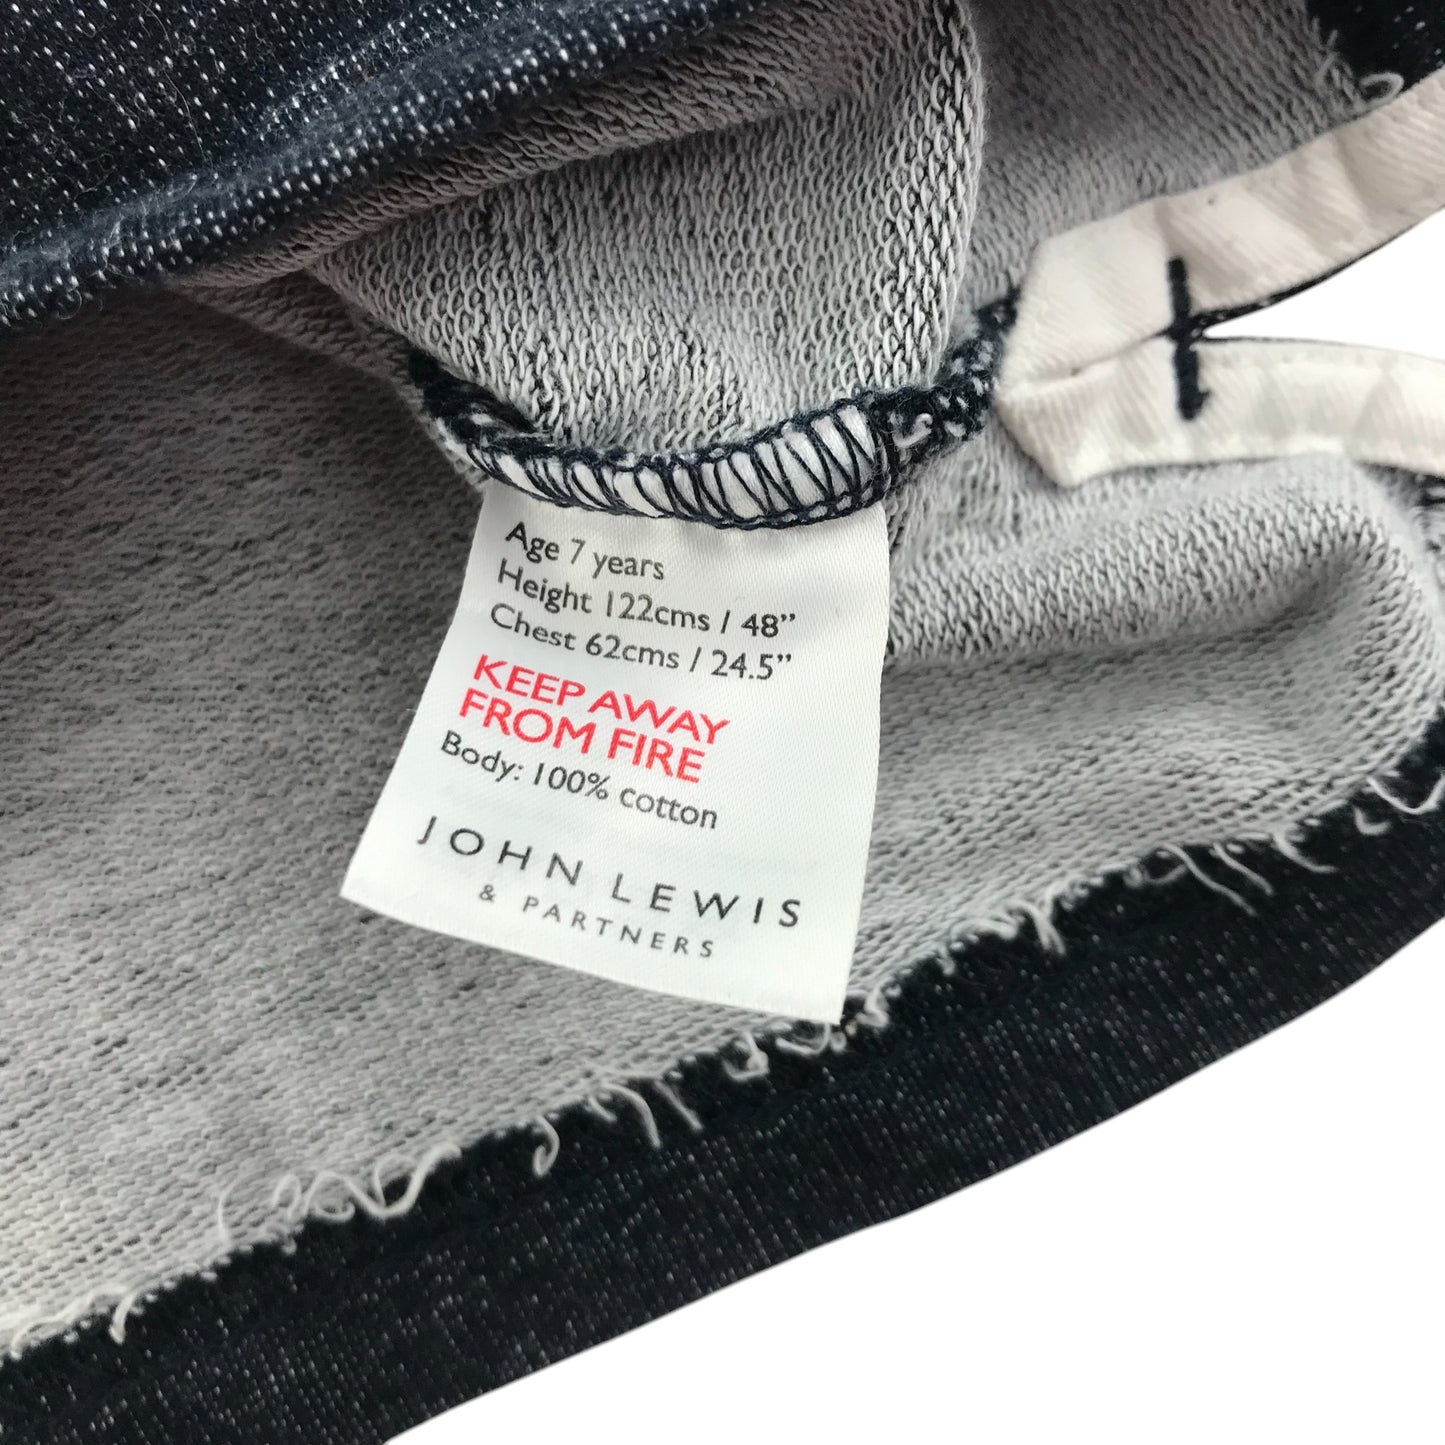 Age 7 years
Height 122cms / 48”
Chest 62cms / 24.5”
KEEP AWAY
FROM FIRE
Body: 100% cotton
JOHN LEWIS
& PARTNERS